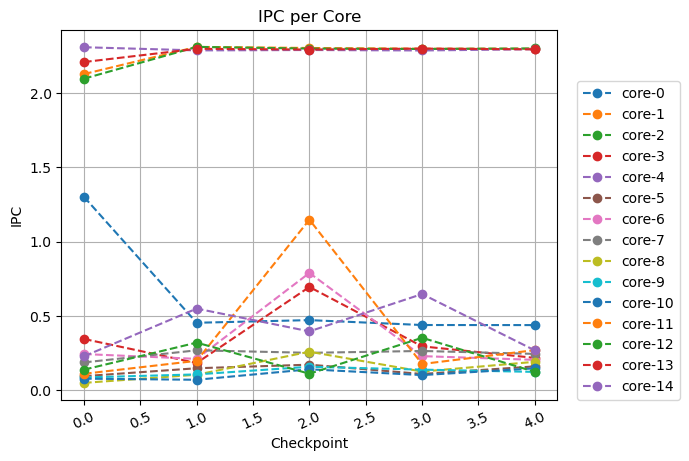 IPC per Core
IPC
2.0
1.5
1.0
0.5
0.0
0.0 0.5 1.0 1.5 2.0 2.5 3.0 3.5 4.0
Checkpoint
core-0
core-1
core-2
core-3
core-4
core-5
core-6
core-7
core-8
core-9
core-10
core-11
core-12
core-13
core-14